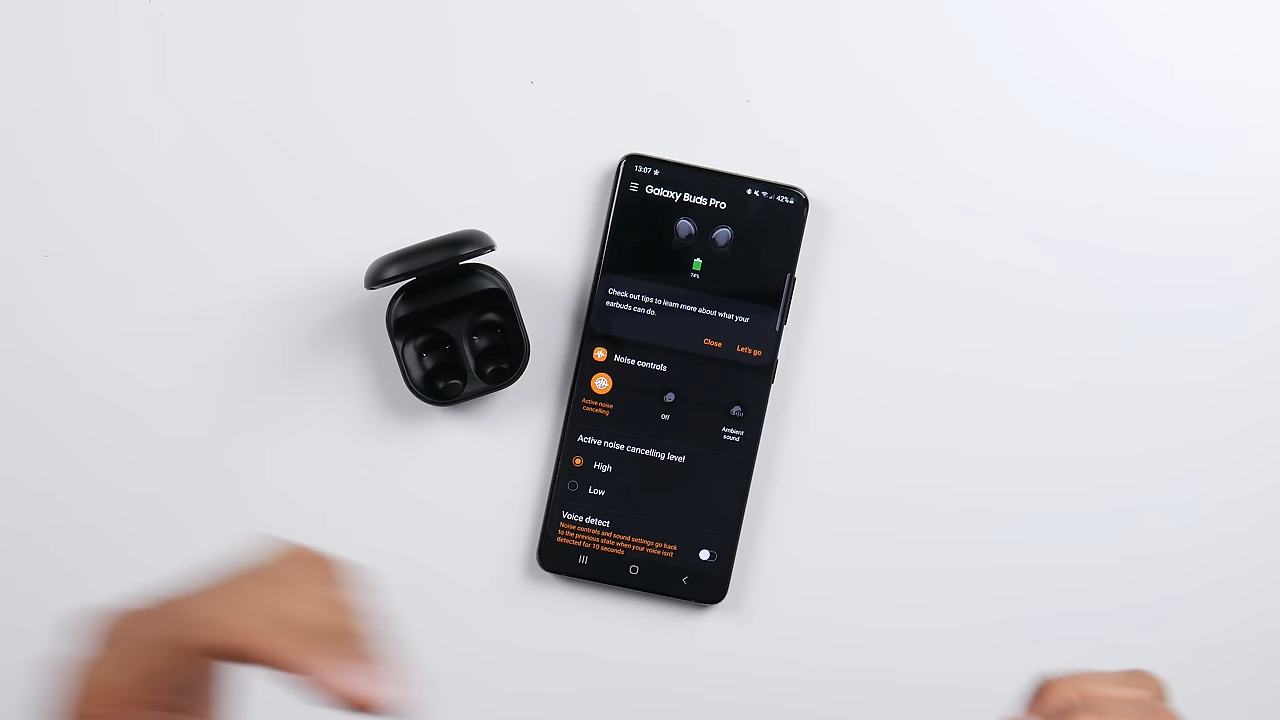 13:07
42%
Galaxy Buds Pro
74%
Check out tips to learn more about what your
earbuds can do.
Close Let's go
Noise controls
Active noise
cancelling
Off
Ambient
sound
Active noise cancelling level
High
Low
Voice detect
Noise controls and sound settings go back
to the previous state when your voice isn't
detected for 10 seconds